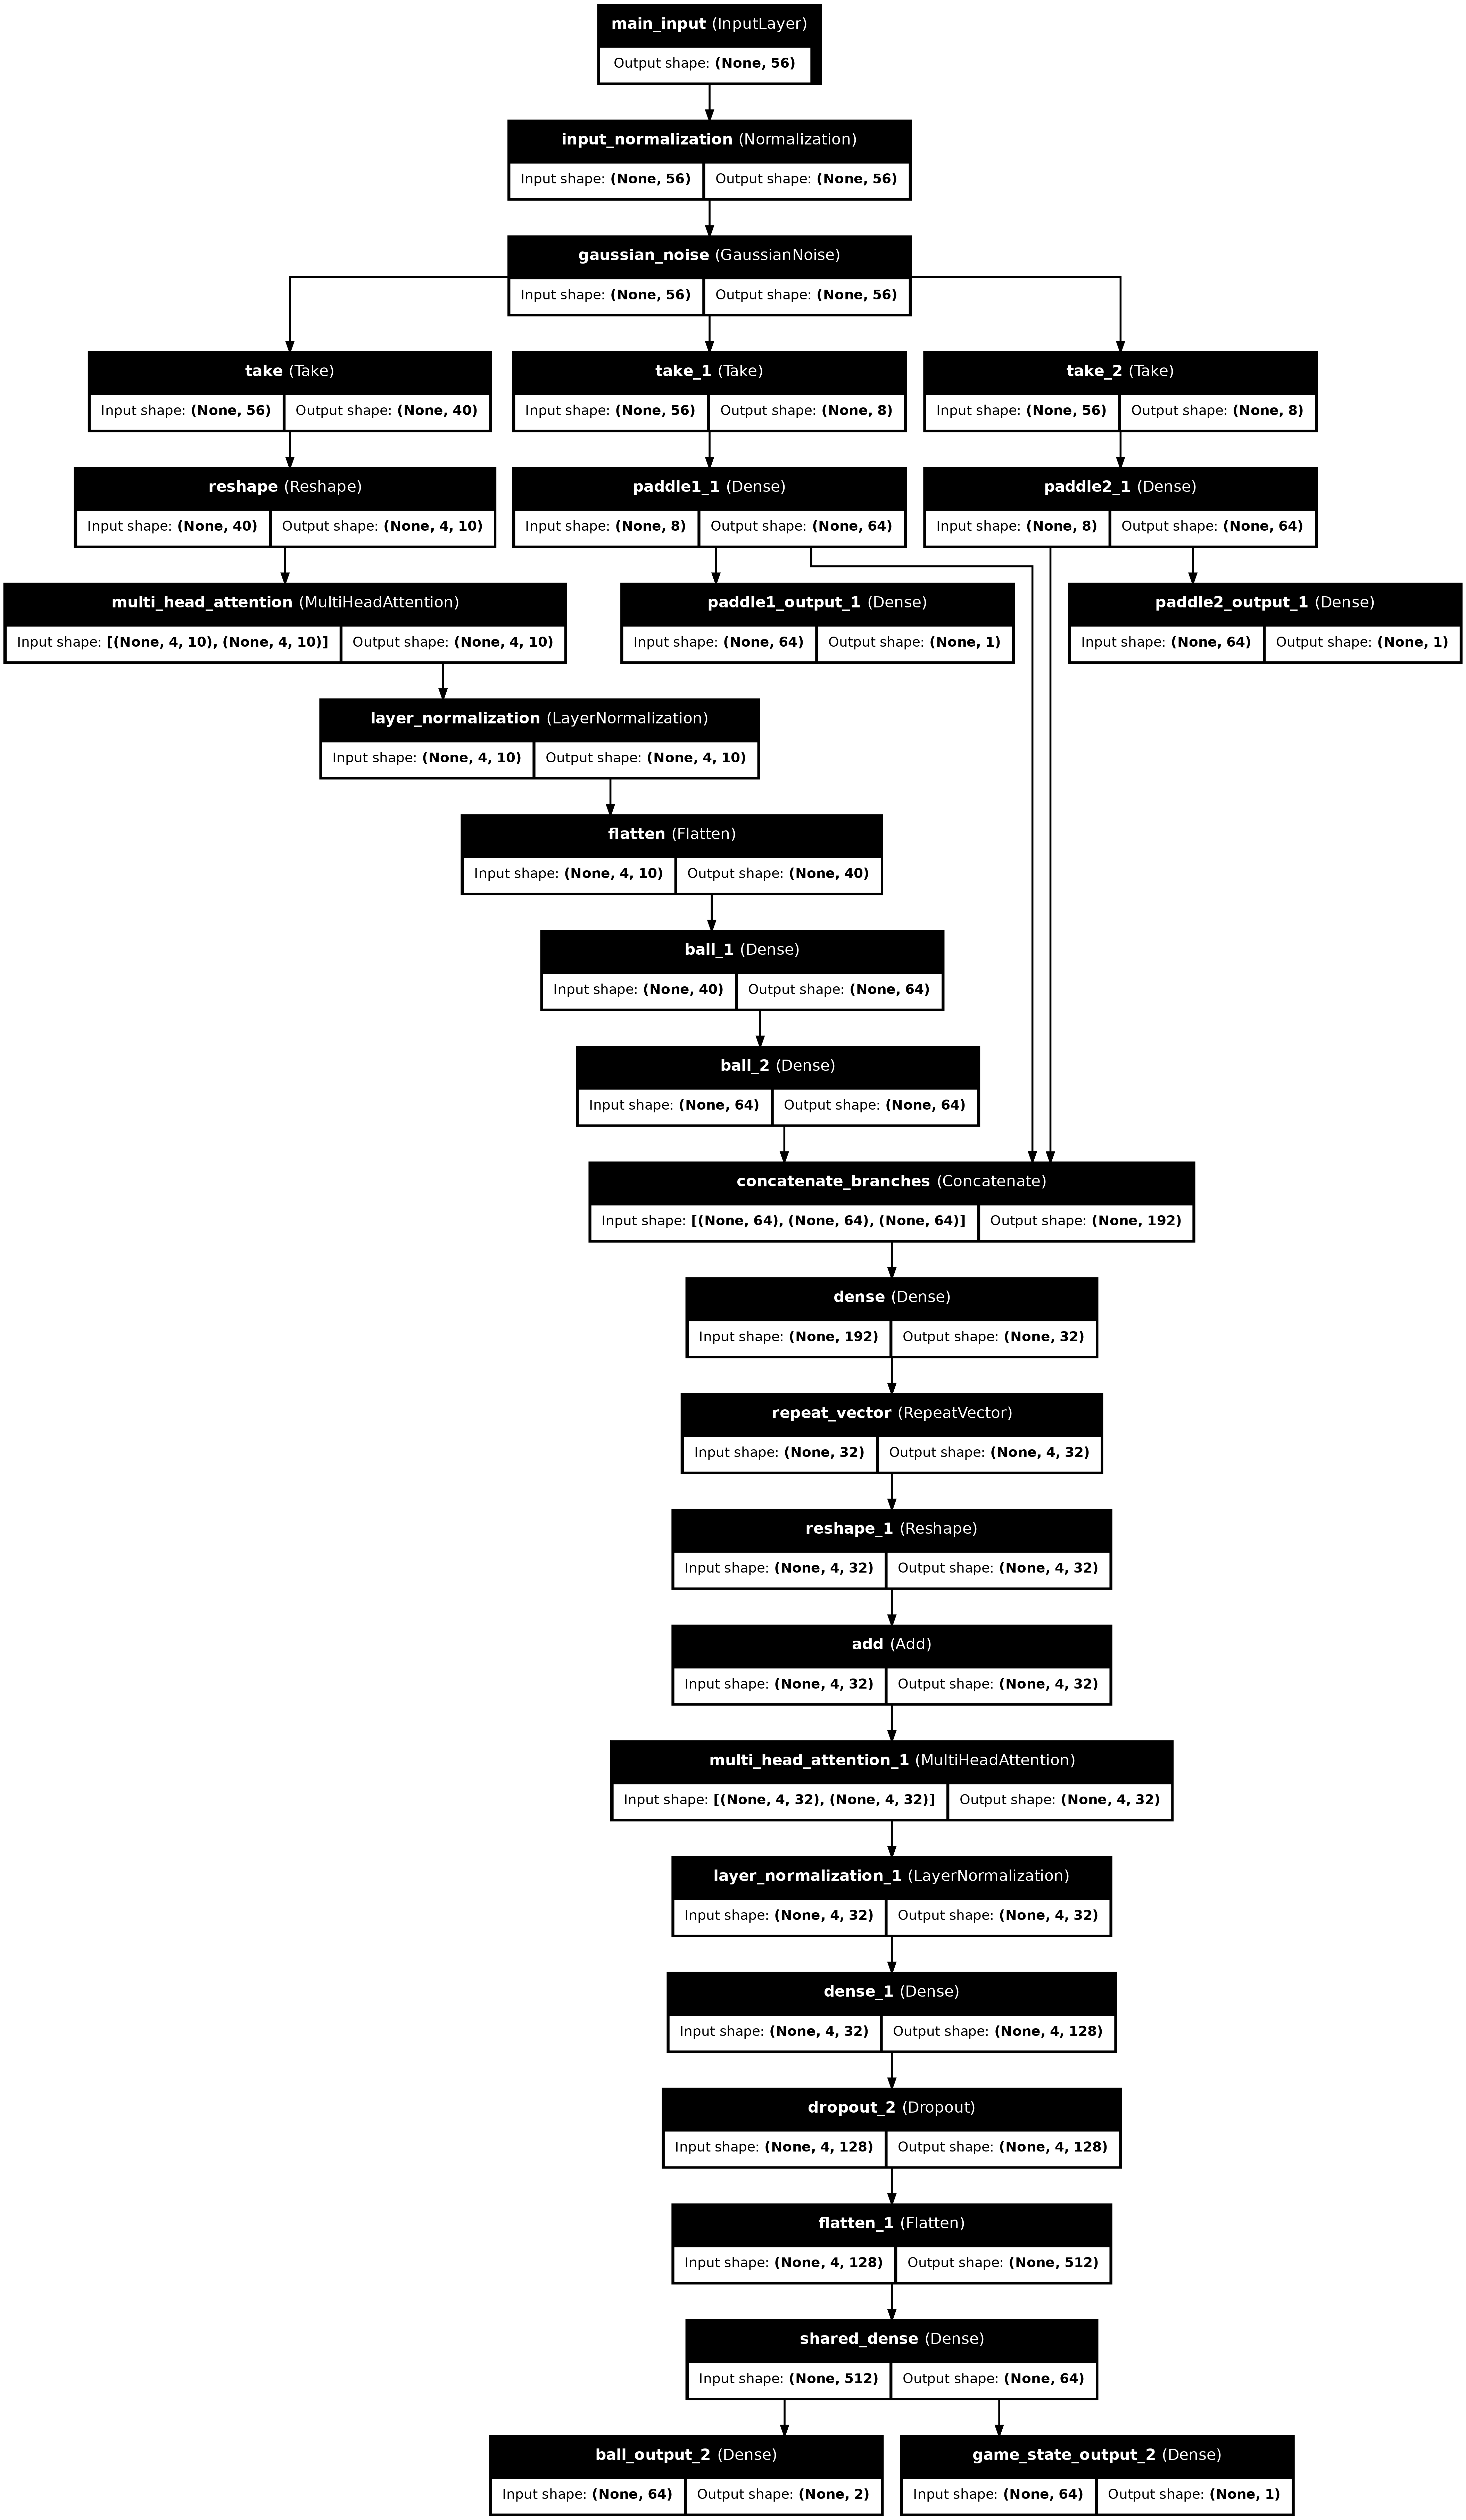 main_input (InputLayer)
Output shape: (None, 56)
input_normalization (Normalization)
Input shape: (None, 56) Output shape: (None, 56)
gaussian_noise (GaussianNoise)
Input shape: (None, 56) Output shape: (None, 56)
take (Take) take_1 (Take) take_2 (Take)
Input shape: (None, 56) Output shape: (None, 40) Input shape: (None, 56) Output shape: (None, 8) Input shape: (None, 56) Output shape: (None, 8)
reshape (Reshape) paddle1_1 (Dense) paddle2_1 (Dense)
Input shape: (None, 40) Output shape: (None, 4, 10) Input shape: (None, 8) Output shape: (None, 64) Input shape: (None, 8) Output shape: (None, 64)
multi_head_attention (MultiHeadAttention) paddle1_output_1 (Dense) paddle2_output_1 (Dense)
Input shape: [(None, 4, 10), (None, 4, 10)] Output shape: (None, 4, 10) Input shape: (None, 64) Output shape: (None, 1) Input shape: (None, 64) Output shape: (None, 1)
layer_normalization (LayerNormalization)
Input shape: (None, 4, 10) Output shape: (None, 4, 10)
flatten (Flatten)
Input shape: (None, 4, 10) Output shape: (None, 40)
ball_1 (Dense)
Input shape: (None, 40) Output shape: (None, 64)
ball_2 (Dense)
Input shape: (None, 64) Output shape: (None, 64)
concatenate_branches (Concatenate)
Input shape: [(None, 64), (None, 64), (None, 64)] Output shape: (None, 192)
dense (Dense)
Input shape: (None, 192) Output shape: (None, 32)
repeat_vector (RepeatVector)
Input shape: (None, 32) Output shape: (None, 4, 32)
reshape_1 (Reshape)
Input shape: (None, 4, 32) Output shape: (None, 4, 32)
add (Add)
Input shape: (None, 4, 32) Output shape: (None, 4, 32)
multi_head_attention_1 (MultiHeadAttention)
Input shape: [(None, 4, 32), (None, 4, 32)] Output shape: (None, 4, 32)
layer_normalization_1 (LayerNormalization)
Input shape: (None, 4, 32) Output shape: (None, 4, 32)
dense_1 (Dense)
Input shape: (None, 4, 32) Output shape: (None, 4, 128)
dropout_2 (Dropout)
Input shape: (None, 4, 128) Output shape: (None, 4, 128)
flatten_1 (Flatten)
Input shape: (None, 4, 128) Output shape: (None, 512)
shared_dense (Dense)
Input shape: (None, 512) Output shape: (None, 64)
ball_output_2 (Dense) game_state_output_2 (Dense)
Input shape: (None, 64) Output shape: (None, 2) Input shape: (None, 64) Output shape: (None, 1)